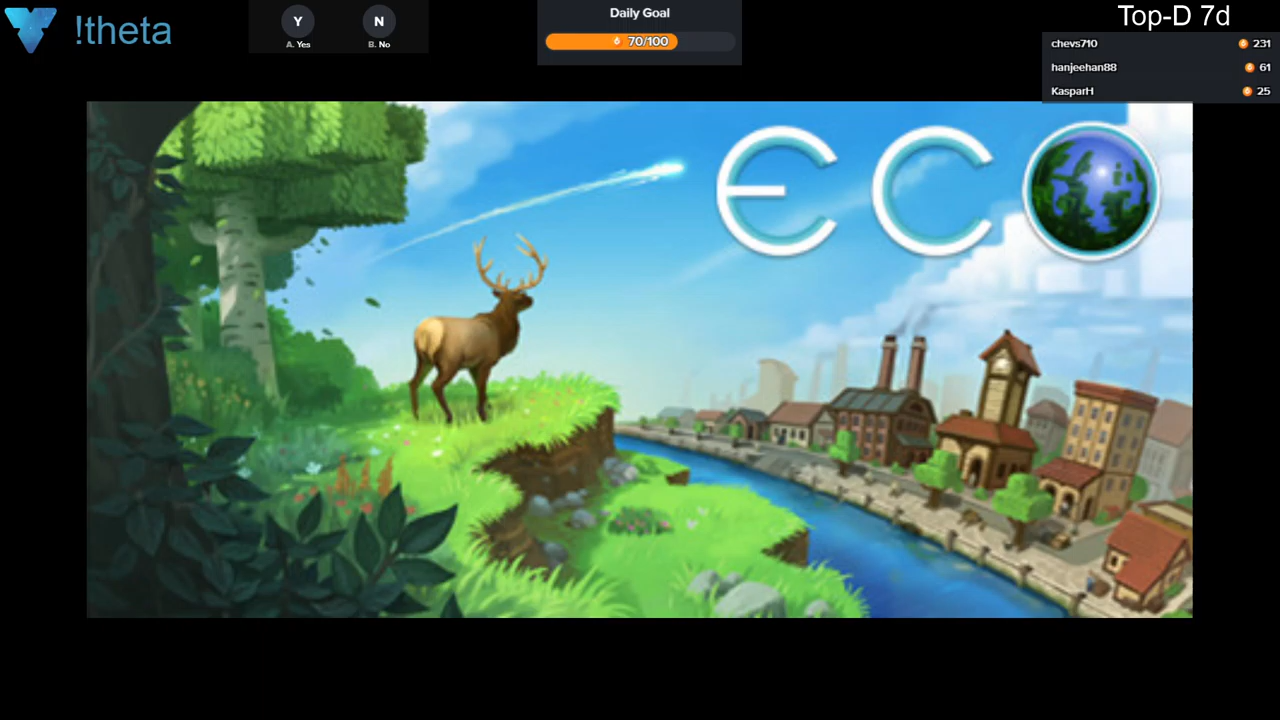 !theta
Y N
A. Yes B. No
Daily Goal
70/100
Top-D 7d
chevs710 231
hanjeehan88 61
KasparH 25
ECO